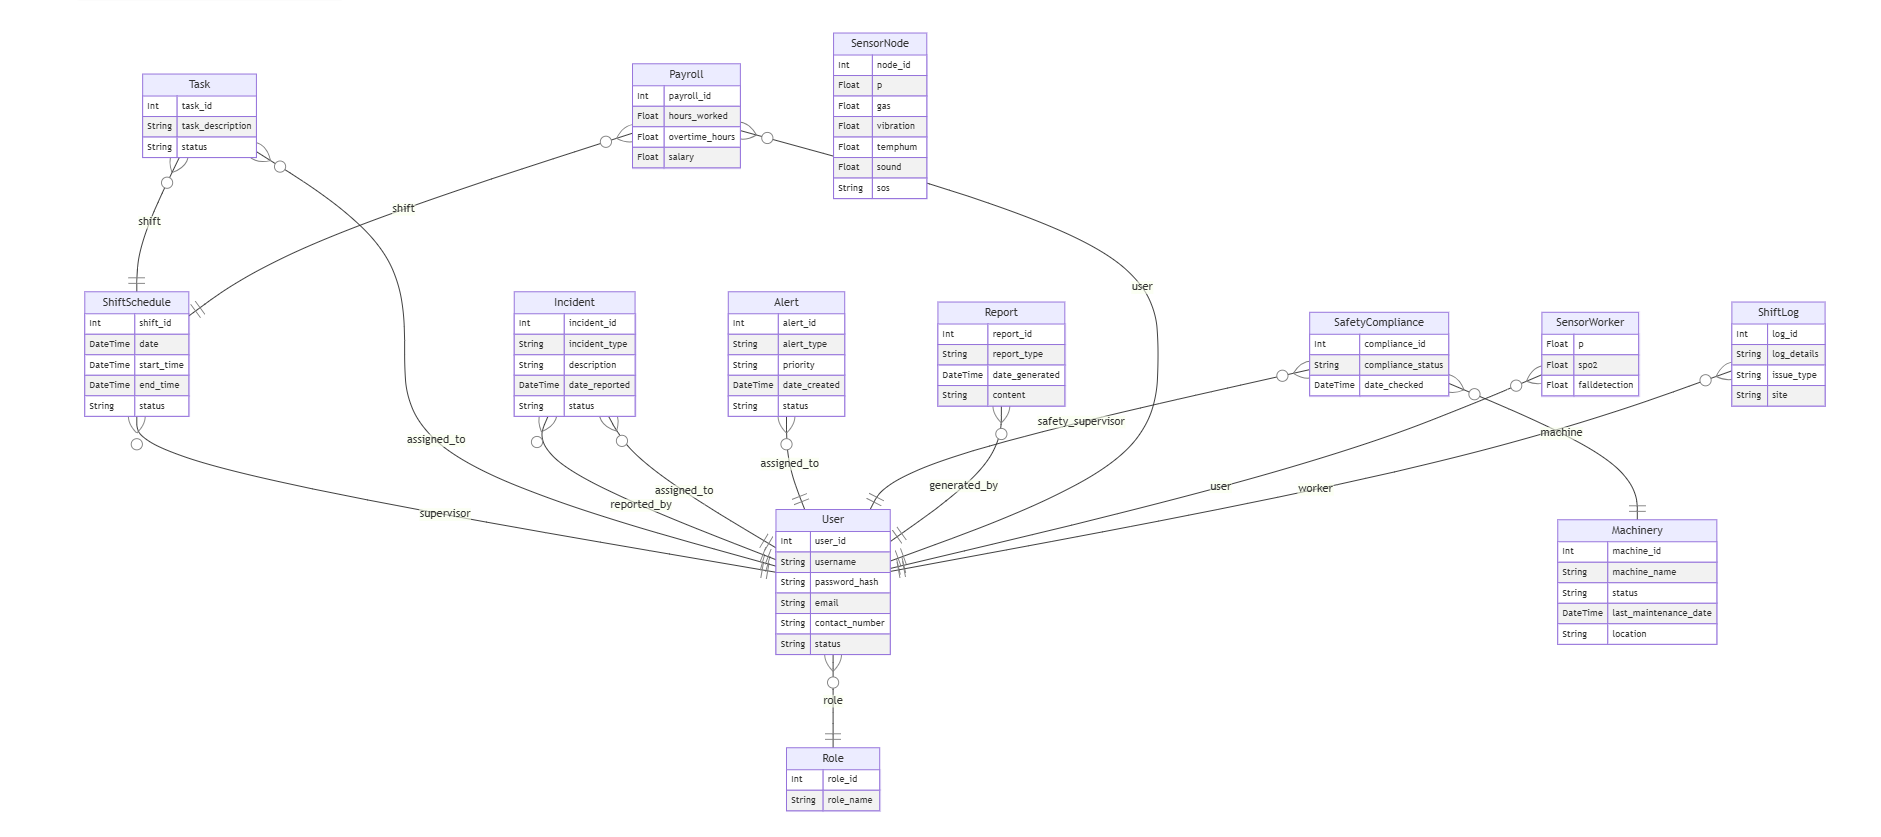 SensorNode
Int node_id
Float p
Float gas
Float vibration
Float temphum
Float sound
String sos
Payroll
Int payroll_id
Float hours_worked
Float overtime_hours
Float salary
Task
Int task_id
String task_description
String status
shift
shift
user
ShiftSchedule
Int shift_id
DateTime date
DateTime start_time
DateTime end_time
String status
Incident
Int incident_id
String incident_type
String description
DateTime date_reported
String status
Alert
Int alert_id
String alert_type
String priority
DateTime date_created
String status
Report
Int report_id
String report_type
DateTime date_generated
String content
SafetyCompliance
Int compliance_id
String compliance_status
DateTime date_checked
SensorWorker
Float p
Float spo2
Float falldetection
ShiftLog
Int log_id
String log_details
String issue_type
String site
safety_supervisor
machine
assigned_to
assigned_to
generated_by
user
worker
assigned_to
reported_by
supervisor
User
Int user_id
String username
String password_hash
String email
String contact_number
String status
Machinery
Int machine_id
String machine_name
String status
DateTime last_maintenance_date
String location
role
Role
Int role_id
String role_name